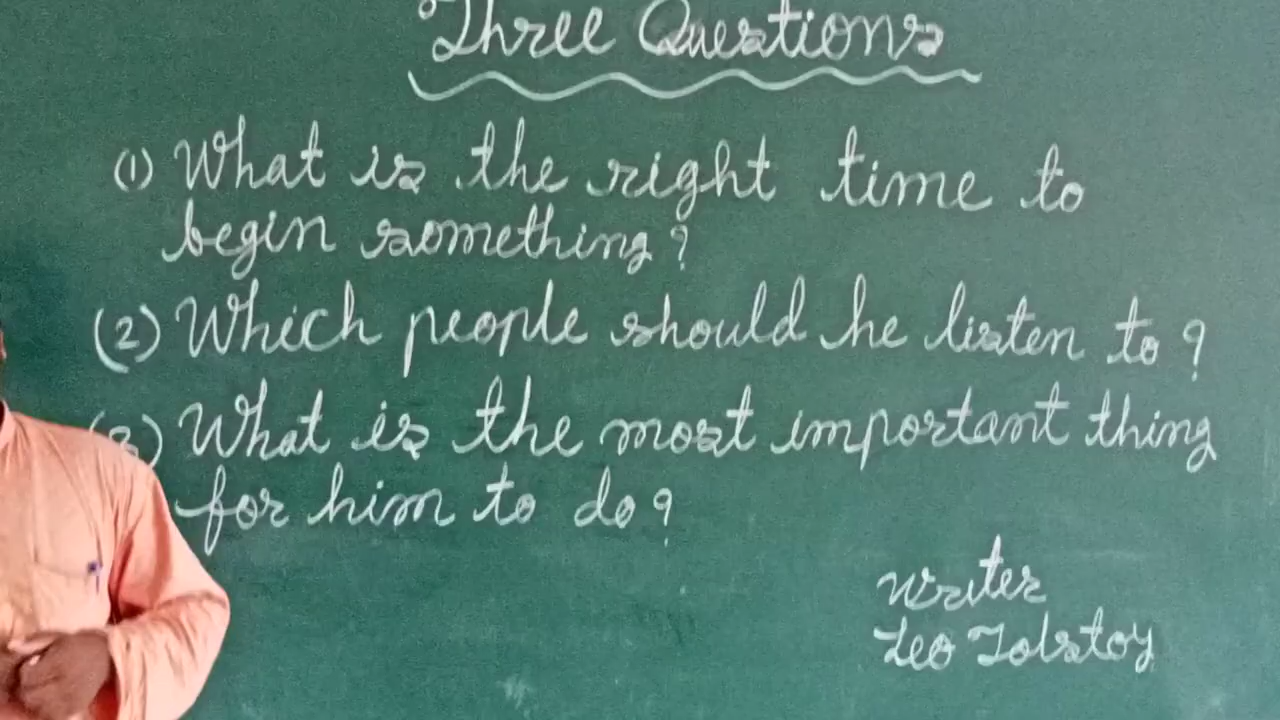 Three Questions
(1) What is the right time to
begin something?
(2) Which people should he listen to?
(3) What is the most important thing
for him to do?
Writer
Leo Tolstoy